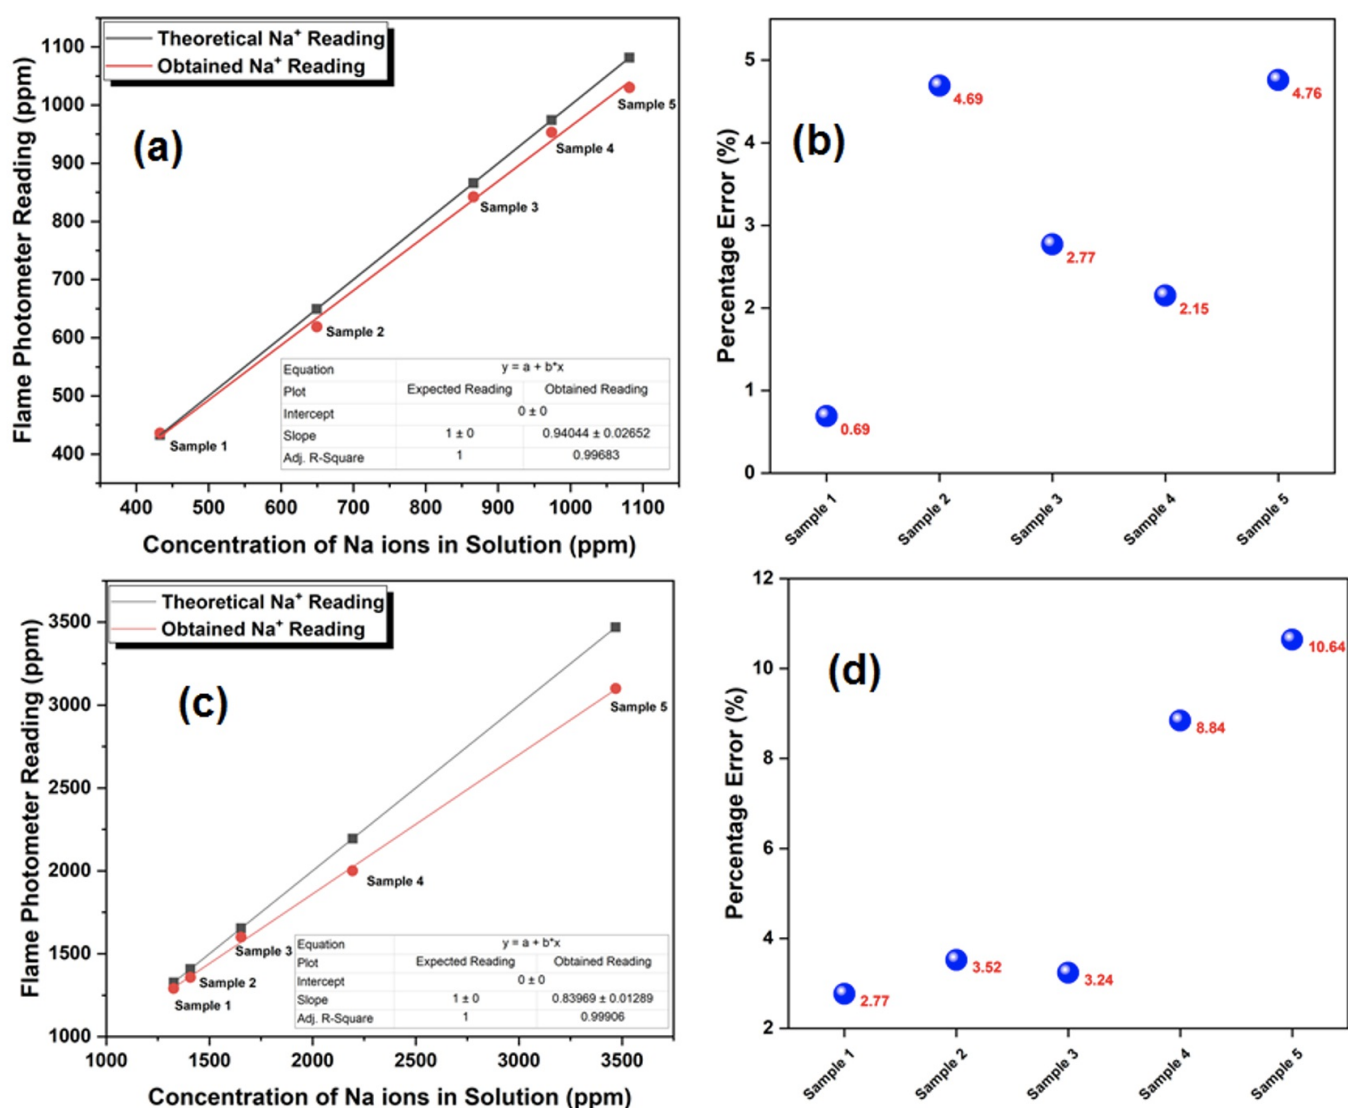 Theoretical Na⁺ Reading
Obtained Na⁺ Reading
(a)
Flame Photometer Reading (ppm)
1100
1000
900
800
700
600
500
400
Sample 5
Sample 4
Sample 3
Sample 2
Sample 1
Equation y = a + b*x
Plot Expected Reading Obtained Reading
Intercept 0 ± 0
Slope 1 ± 0 0.94044 ± 0.02652
Adj. R-Square 1 0.99683
400 500 600 700 800 900 1000 1100
Concentration of Na ions in Solution (ppm)
(b)
Percentage Error (%)
5
4
3
2
1
0
4.69
4.76
2.77
2.15
0.69
Sample 1 Sample 2 Sample 3 Sample 4 Sample 5
Theoretical Na⁺ Reading
Obtained Na⁺ Reading
(c)
Flame Photometer Reading (ppm)
3500
3000
2500
2000
1500
1000
Sample 5
Sample 4
Sample 3
Sample 2
Sample 1
Equation y = a + b*x
Plot Expected Reading Obtained Reading
Intercept 0 ± 0
Slope 1 ± 0 0.83969 ± 0.01289
Adj. R-Square 1 0.99906
1000 1500 2000 2500 3000 3500
Concentration of Na ions in Solution (ppm)
(d)
Percentage Error (%)
12
10
8
6
4
2
10.64
8.84
3.52
3.24
2.77
Sample 1 Sample 2 Sample 3 Sample 4 Sample 5